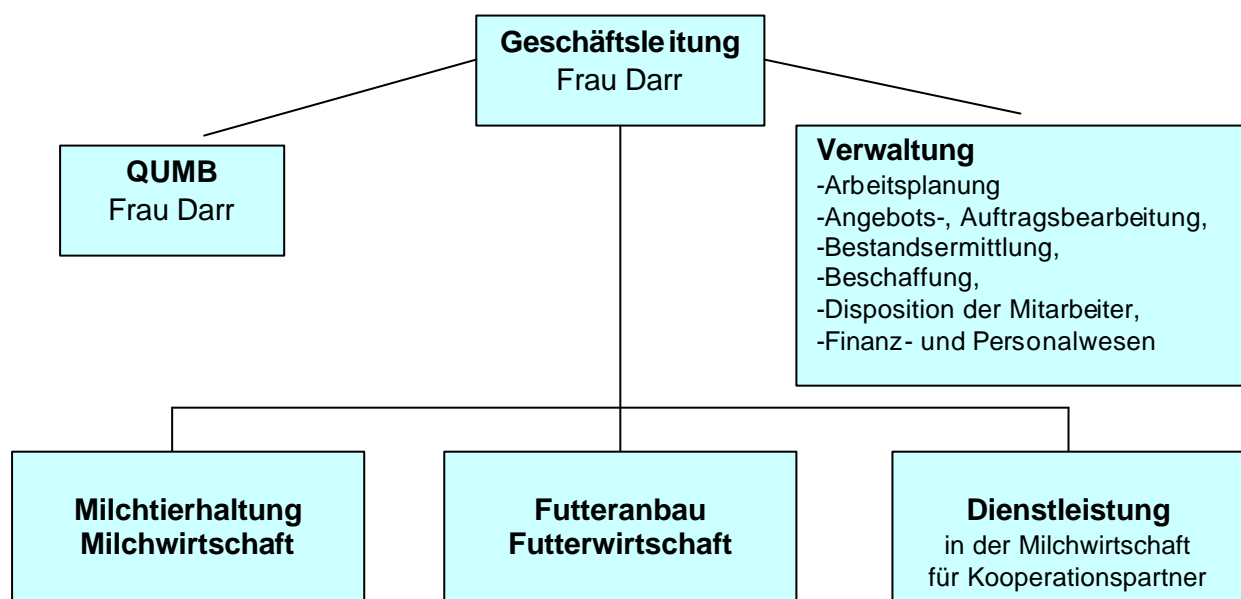 Geschäftsleitung
Frau Darr
QUMB
Frau Darr
Verwaltung
-Arbeitsplanung
-Angebots-, Auftragsbearbeitung,
-Bestandsermittlung,
-Beschaffung,
-Disposition der Mitarbeiter,
-Finanz- und Personalwesen
Milchtierhaltung
Milchwirtschaft
Futteranbau
Futterwirtschaft
Dienstleistung
in der Milchwirtschaft
für Kooperationspartner